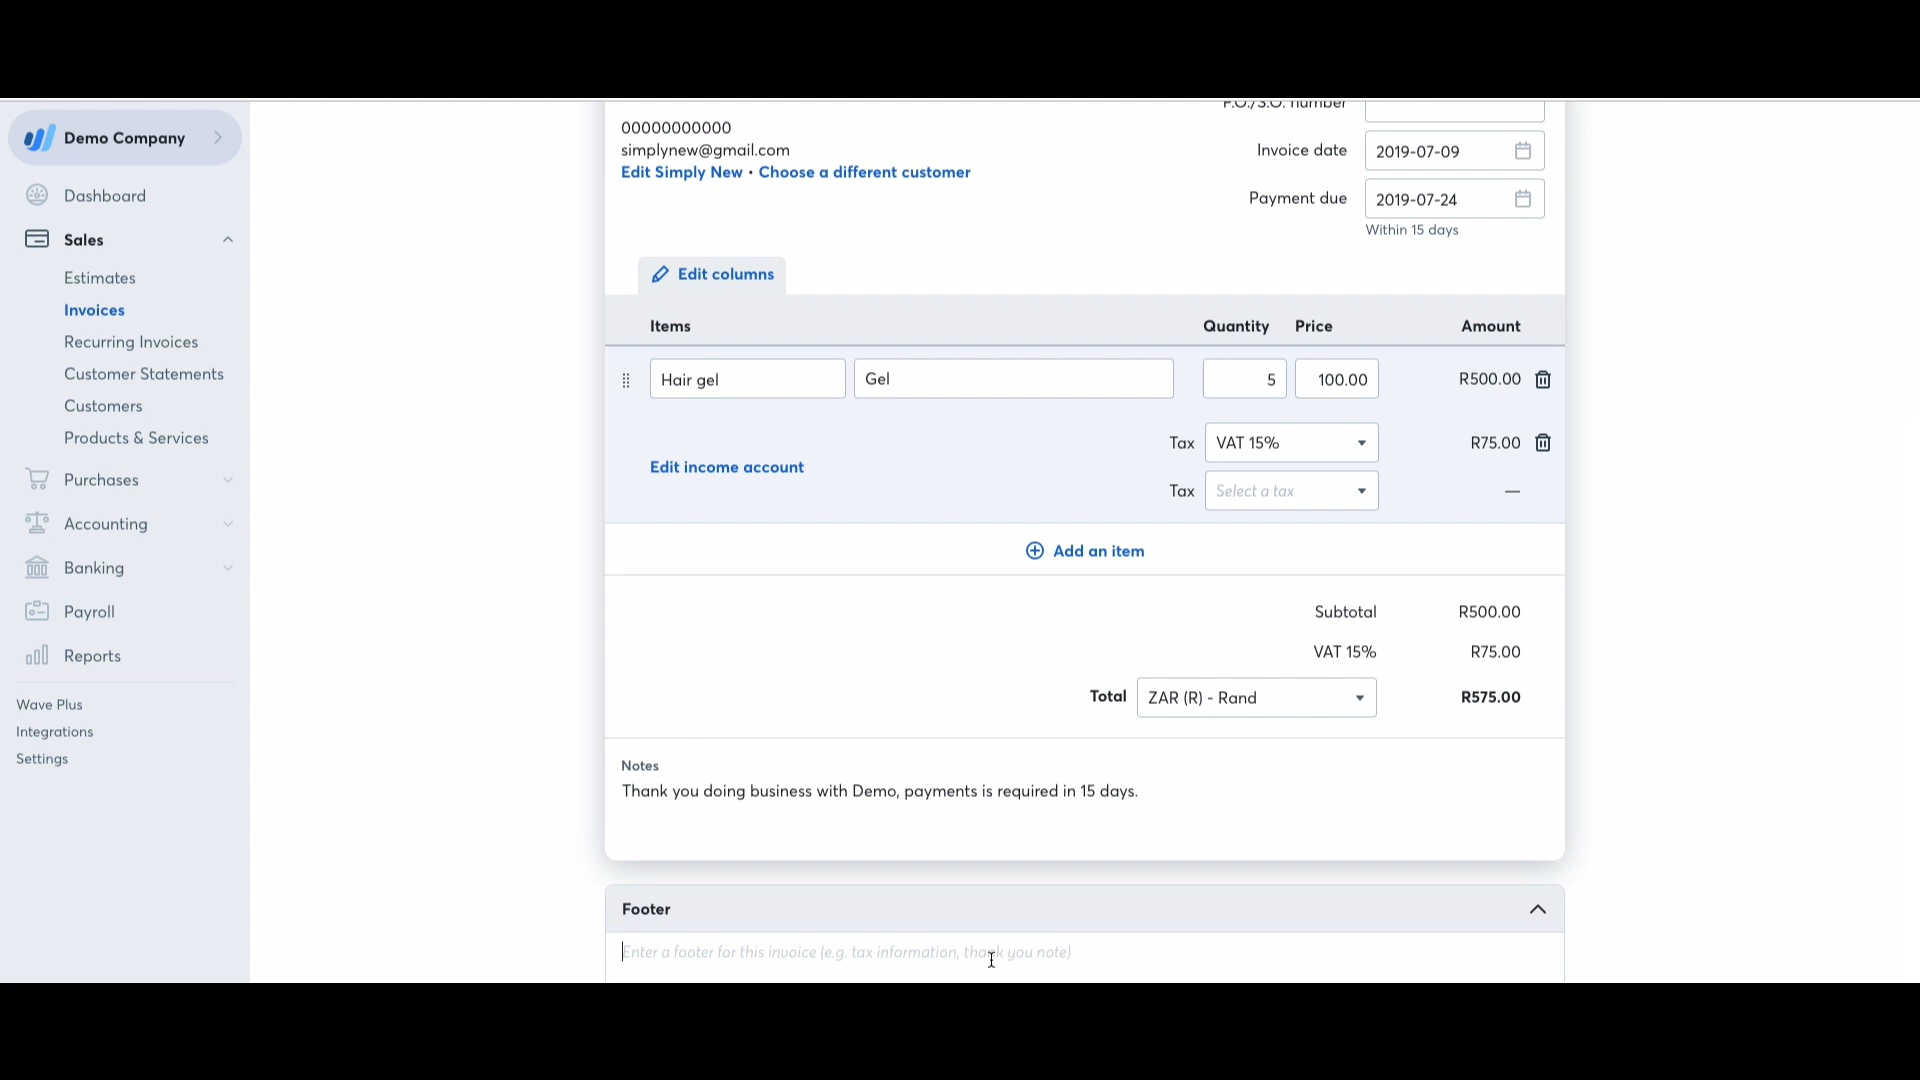 Demo Company
Dashboard
Sales
Estimates
Invoices
Recurring Invoices
Customer Statements
Customers
Products & Services
Purchases
Accounting
Banking
Payroll
Reports
Wave Plus
Integrations
Settings
P.O./S.O. number
00000000000
simplynew@gmail.com
Edit Simply New • Choose a different customer
Invoice date 2019-07-09
Payment due 2019-07-24
Within 15 days
Edit columns
Items Quantity Price Amount
Hair gel Gel 5 100.00 R500.00
Tax VAT 15% R75.00
Edit income account
Tax Select a tax —
Add an item
Subtotal R500.00
VAT 15% R75.00
Total ZAR (R) - Rand R575.00
Notes
Thank you doing business with Demo, payments is required in 15 days.
Footer
Enter a footer for this invoice (e.g. tax information, thank you note)